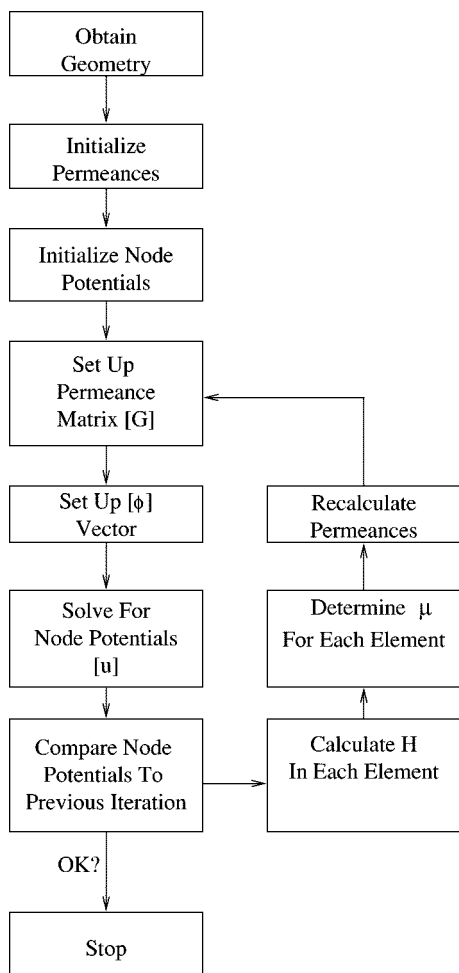 Obtain
Geometry
Initialize
Permeances
Initialize Node
Potentials
Set Up
Permeance
Matrix [G]
Set Up [ϕ]
Vector
Solve For
Node Potentials
[u]
Compare Node
Potentials To
Previous Iteration
OK?
Stop
Recalculate
Permeances
Determine μ
For Each Element
Calculate H
In Each Element